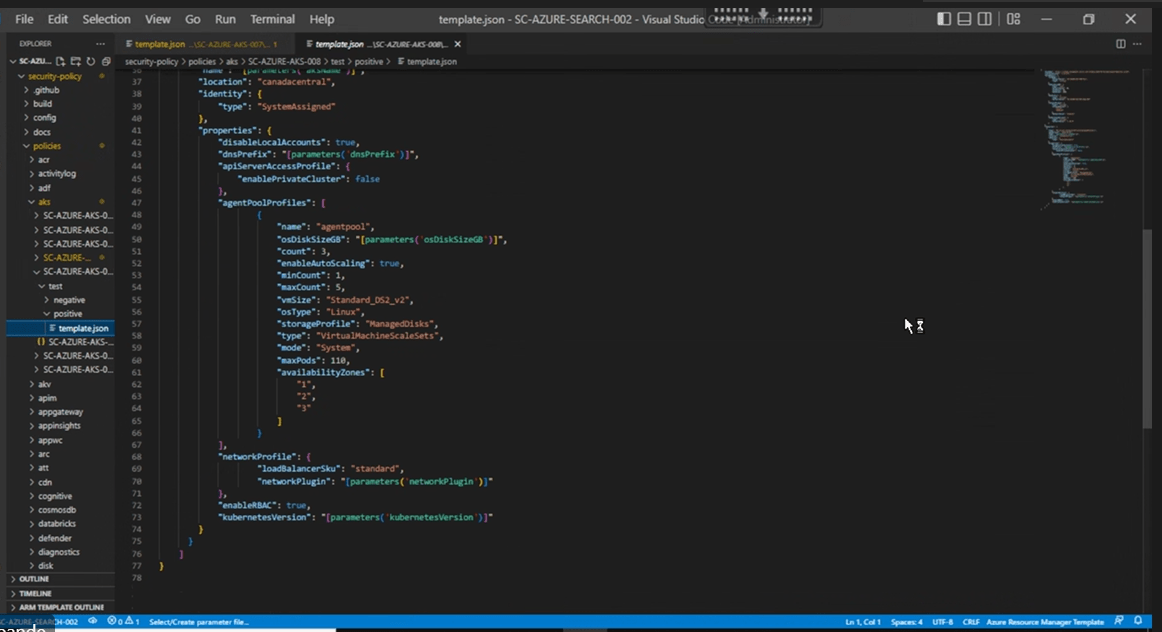 File Edit Selection View Go Run Terminal Help
template.json - SC-AZURE-SEARCH-002 - Visual Studio Code [Administrator]
EXPLORER
template.json ...\SC-AZURE-AKS-007\... 1
template.json ...\SC-AZURE-AKS-008\...
SC-AZU...
security-policy > policies > aks > SC-AZURE-AKS-008 > test > positive > template.json
security-policy
.github
build
config
docs
policies
acr
activitylog
adf
aks
SC-AZURE-AKS-0...
SC-AZURE-AKS-0...
SC-AZURE-AKS-0...
SC-AZURE-...
SC-AZURE-AKS-0...
test
negative
positive
template.json
SC-AZURE-AKS-...
SC-AZURE-AKS-0...
SC-AZURE-AKS-0...
akv
apim
appgateway
appinsights
appwc
arc
att
cdn
cognitive
cosmosdb
databricks
defender
diagnostics
disk
OUTLINE
TIMELINE
ARM TEMPLATE OUTLINE
36 "name": "[parameters('aksName')]",
37 "location": "canadacentral",
38 "identity": {
39 "type": "SystemAssigned"
40 },
41 "properties": {
42 "disableLocalAccounts": true,
43 "dnsPrefix": "[parameters('dnsPrefix')]",
44 "apiServerAccessProfile": {
45 "enablePrivateCluster": false
46 },
47 "agentPoolProfiles": [
48 {
49 "name": "agentpool",
50 "osDiskSizeGB": "[parameters('osDiskSizeGB')]",
51 "count": 3,
52 "enableAutoScaling": true,
53 "minCount": 1,
54 "maxCount": 5,
55 "vmSize": "Standard_DS2_v2",
56 "osType": "Linux",
57 "storageProfile": "ManagedDisks",
58 "type": "VirtualMachineScaleSets",
59 "mode": "System",
60 "maxPods": 110,
61 "availabilityZones": [
62 "1",
63 "2",
64 "3"
65 ]
66 }
67 ],
68 "networkProfile": {
69 "loadBalancerSku": "standard",
70 "networkPlugin": "[parameters('networkPlugin')]"
71 },
72 "enableRBAC": true,
73 "kubernetesVersion": "[parameters('kubernetesVersion')]"
74 }
75 }
76 ]
77 }
78
SC-AZURE-SEARCH-002 0 1 Select/Create parameter file... Ln 1, Col 1 Spaces: 4 UTF-8 CRLF Azure Resource Manager Template